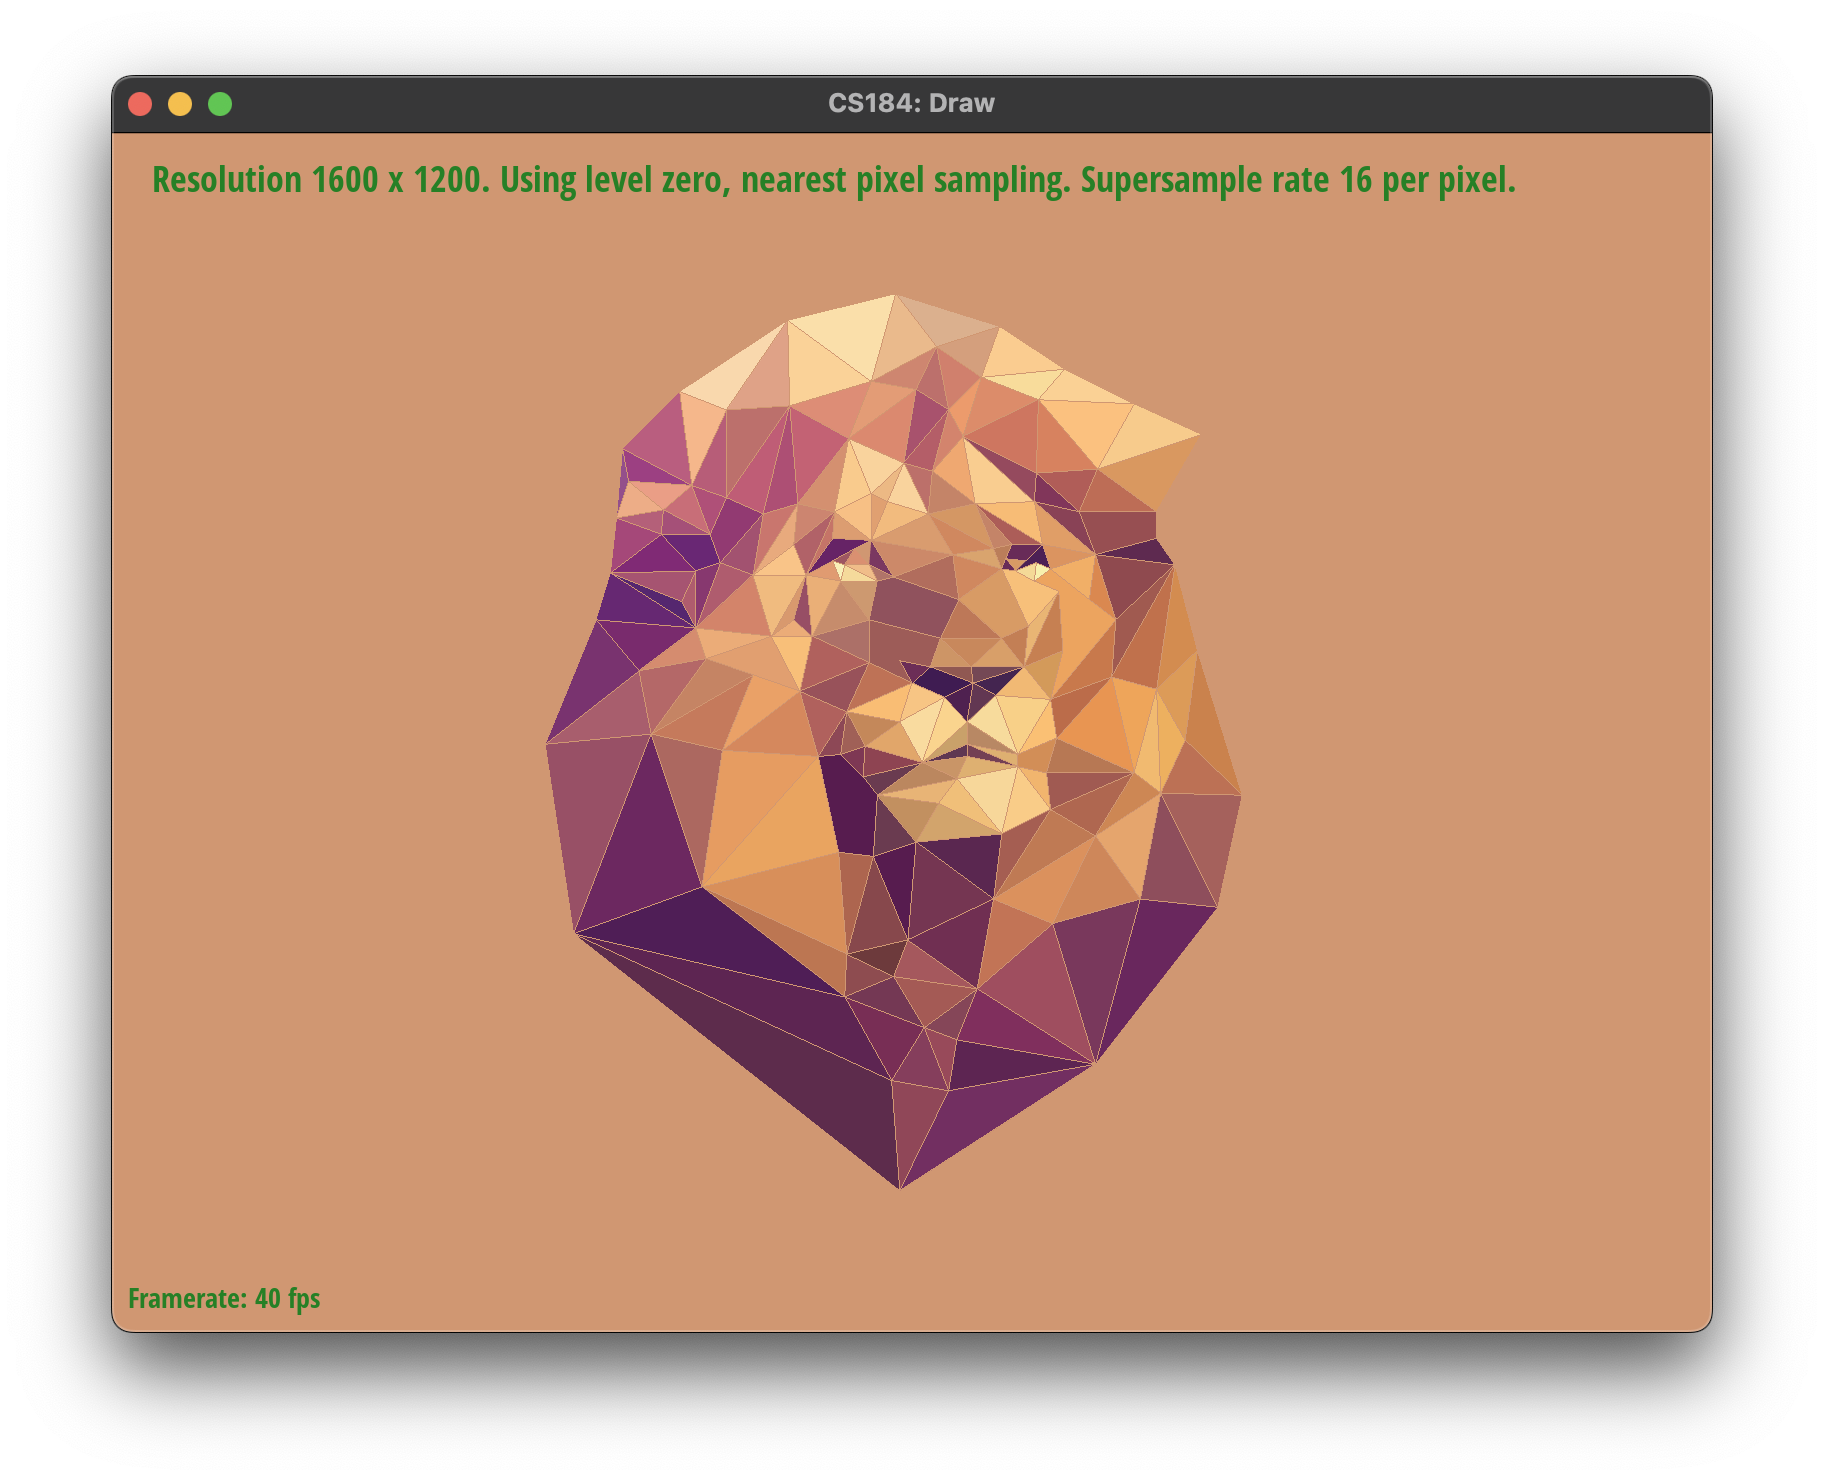 CS184: Draw
Resolution 1600 x 1200. Using level zero, nearest pixel sampling. Supersample rate 16 per pixel.
Framerate: 40 fps